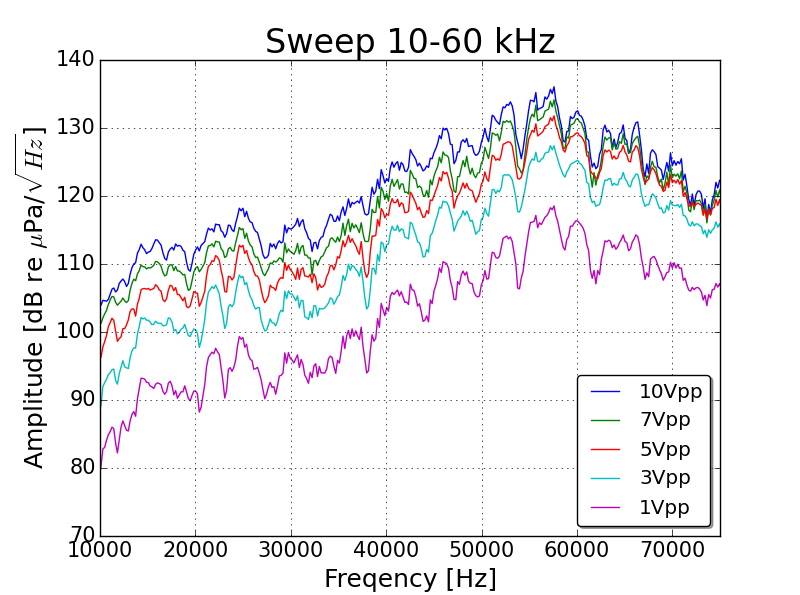 Sweep 10-60 kHz
140
130
120
110
100
90
80
70
Amplitude [dB re μPa/√Hz]
10Vpp
7Vpp
5Vpp
3Vpp
1Vpp
10000 20000 30000 40000 50000 60000 70000
Freqency [Hz]